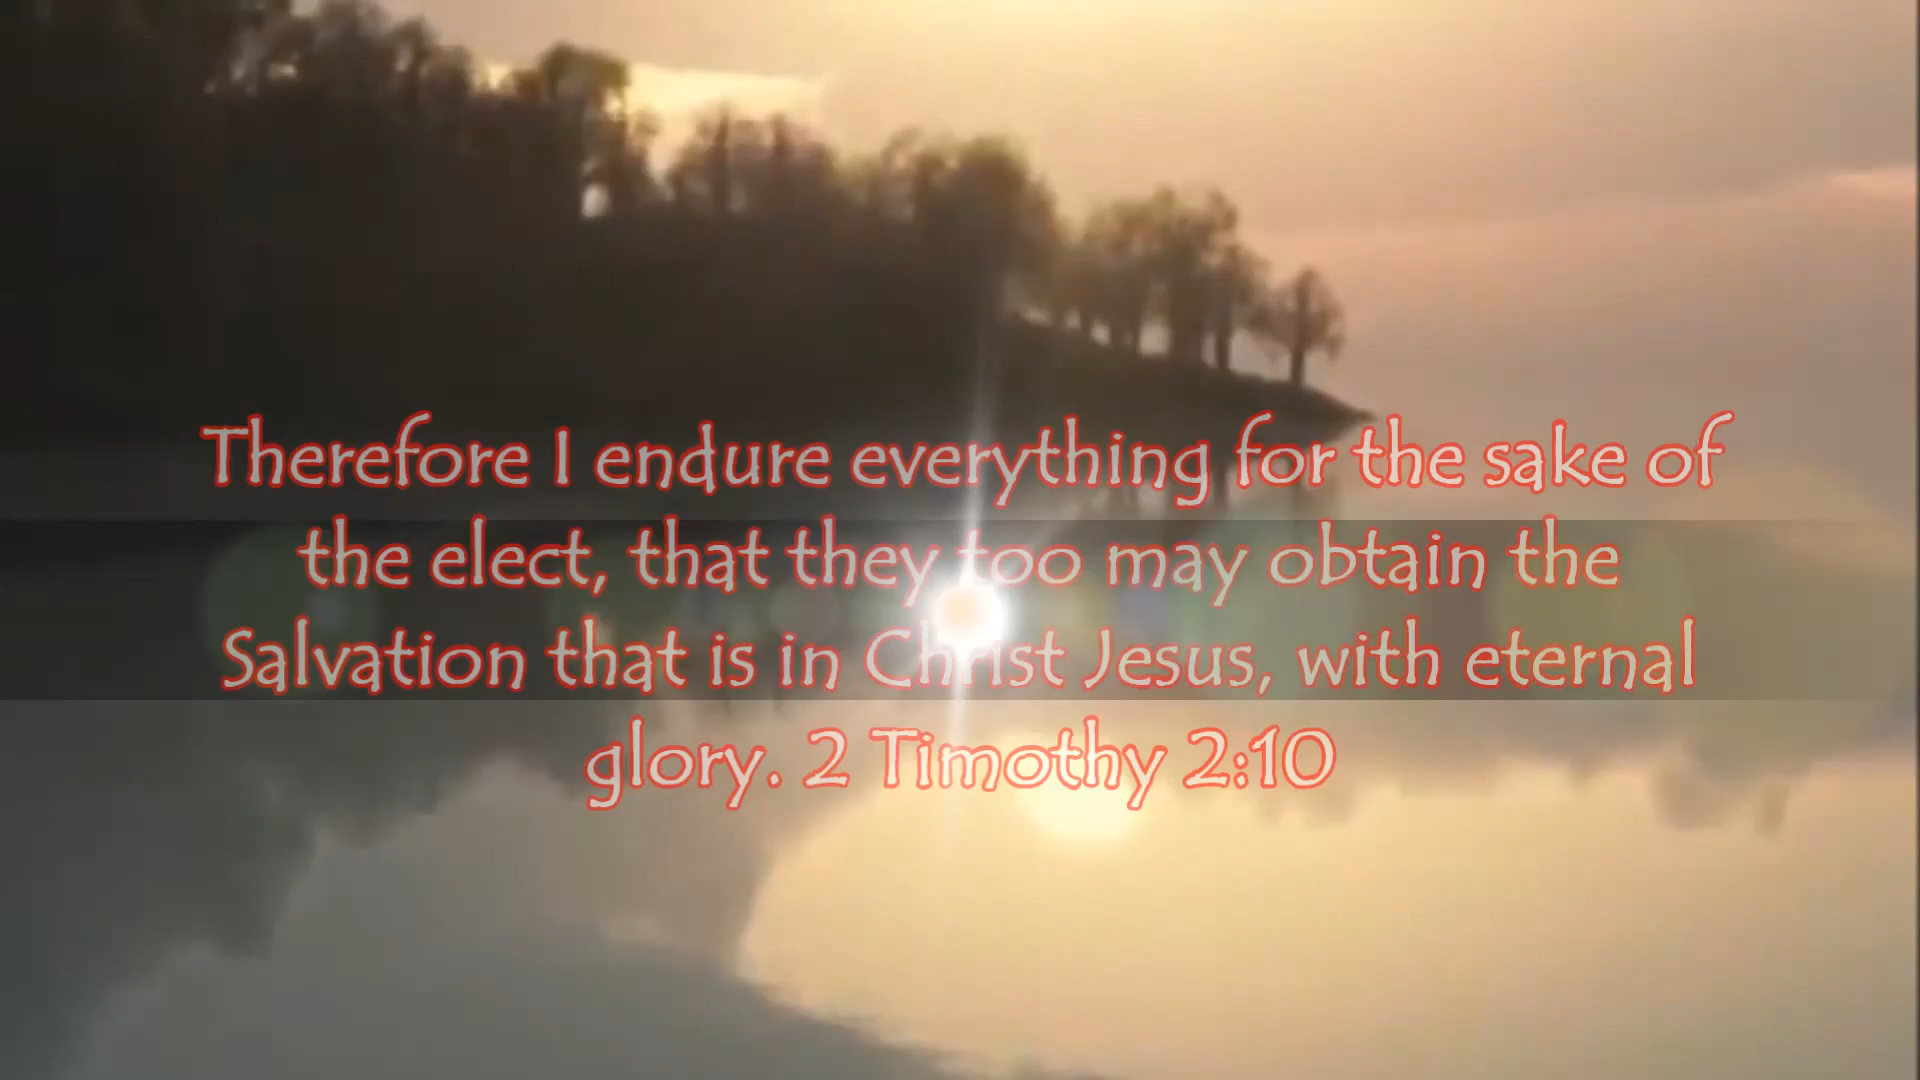 Therefore I endure everything for the sake of
the elect, that they too may obtain the
Salvation that is in Christ Jesus, with eternal
glory. 2 Timothy 2:10